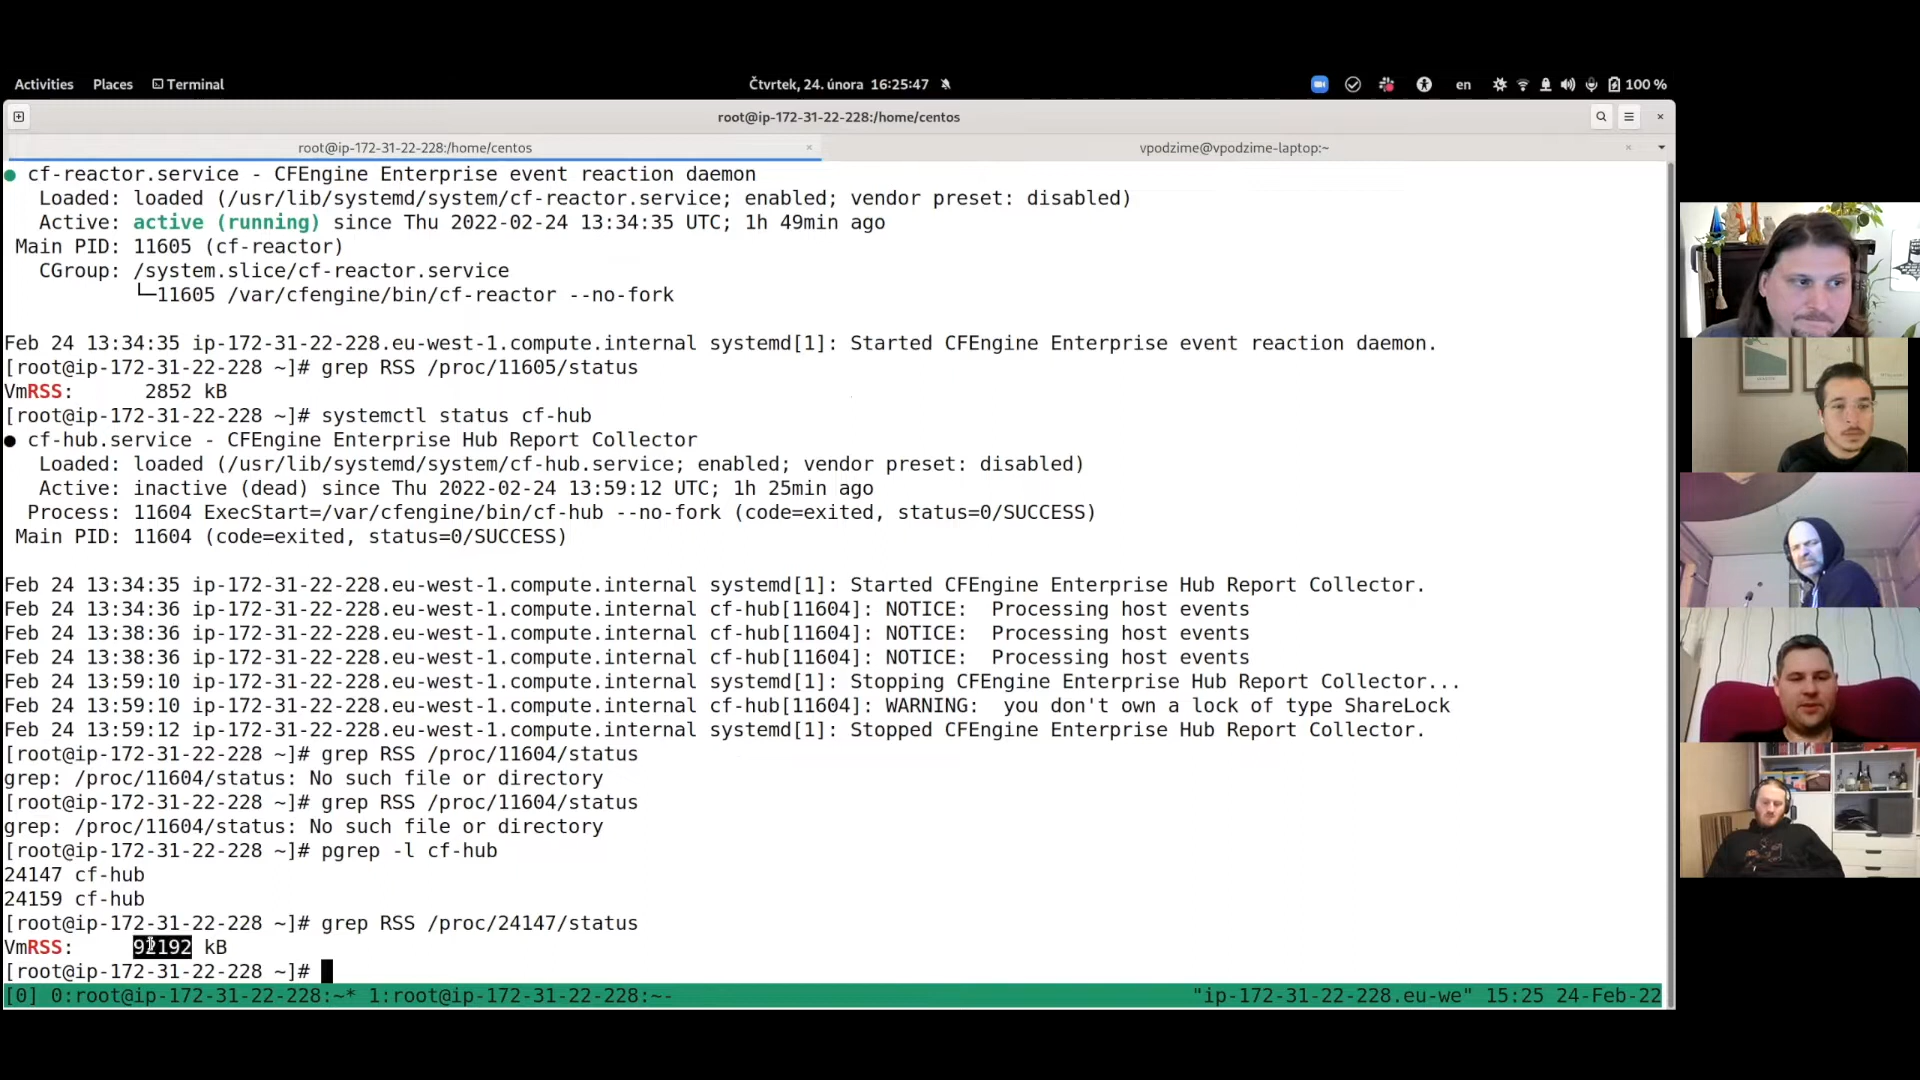 Activities Places Terminal Čtvrtek, 24. února 16:25:47 en 100 %
root@ip-172-31-22-228:/home/centos
root@ip-172-31-22-228:/home/centos vpodzime@vpodzime-laptop:~
● cf-reactor.service - CFEngine Enterprise event reaction daemon
Loaded: loaded (/usr/lib/systemd/system/cf-reactor.service; enabled; vendor preset: disabled)
Active: active (running) since Thu 2022-02-24 13:34:35 UTC; 1h 49min ago
Main PID: 11605 (cf-reactor)
CGroup: /system.slice/cf-reactor.service
└─11605 /var/cfengine/bin/cf-reactor --no-fork
Feb 24 13:34:35 ip-172-31-22-228.eu-west-1.compute.internal systemd[1]: Started CFEngine Enterprise event reaction daemon.
[root@ip-172-31-22-228 ~]# grep RSS /proc/11605/status
VmRSS: 2852 kB
[root@ip-172-31-22-228 ~]# systemctl status cf-hub
● cf-hub.service - CFEngine Enterprise Hub Report Collector
Loaded: loaded (/usr/lib/systemd/system/cf-hub.service; enabled; vendor preset: disabled)
Active: inactive (dead) since Thu 2022-02-24 13:59:12 UTC; 1h 25min ago
Process: 11604 ExecStart=/var/cfengine/bin/cf-hub --no-fork (code=exited, status=0/SUCCESS)
Main PID: 11604 (code=exited, status=0/SUCCESS)
Feb 24 13:34:35 ip-172-31-22-228.eu-west-1.compute.internal systemd[1]: Started CFEngine Enterprise Hub Report Collector.
Feb 24 13:34:36 ip-172-31-22-228.eu-west-1.compute.internal cf-hub[11604]: NOTICE: Processing host events
Feb 24 13:38:36 ip-172-31-22-228.eu-west-1.compute.internal cf-hub[11604]: NOTICE: Processing host events
Feb 24 13:38:36 ip-172-31-22-228.eu-west-1.compute.internal cf-hub[11604]: NOTICE: Processing host events
Feb 24 13:59:10 ip-172-31-22-228.eu-west-1.compute.internal systemd[1]: Stopping CFEngine Enterprise Hub Report Collector...
Feb 24 13:59:10 ip-172-31-22-228.eu-west-1.compute.internal cf-hub[11604]: WARNING: you don't own a lock of type ShareLock
Feb 24 13:59:12 ip-172-31-22-228.eu-west-1.compute.internal systemd[1]: Stopped CFEngine Enterprise Hub Report Collector.
[root@ip-172-31-22-228 ~]# grep RSS /proc/11604/status
grep: /proc/11604/status: No such file or directory
[root@ip-172-31-22-228 ~]# grep RSS /proc/11604/status
grep: /proc/11604/status: No such file or directory
[root@ip-172-31-22-228 ~]# pgrep -l cf-hub
24147 cf-hub
24159 cf-hub
[root@ip-172-31-22-228 ~]# grep RSS /proc/24147/status
VmRSS: 92192 kB
[root@ip-172-31-22-228 ~]#
[0] 0:root@ip-172-31-22-228:~* 1:root@ip-172-31-22-228:~- "ip-172-31-22-228.eu-we" 15:25 24-Feb-22